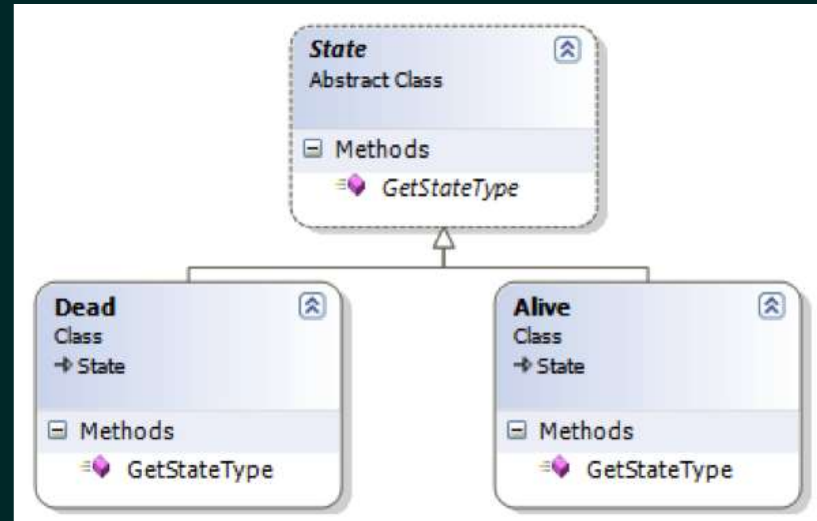 State
Abstract Class
Methods
GetStateType
Dead
Class
State
Methods
GetStateType
Alive
Class
State
Methods
GetStateType